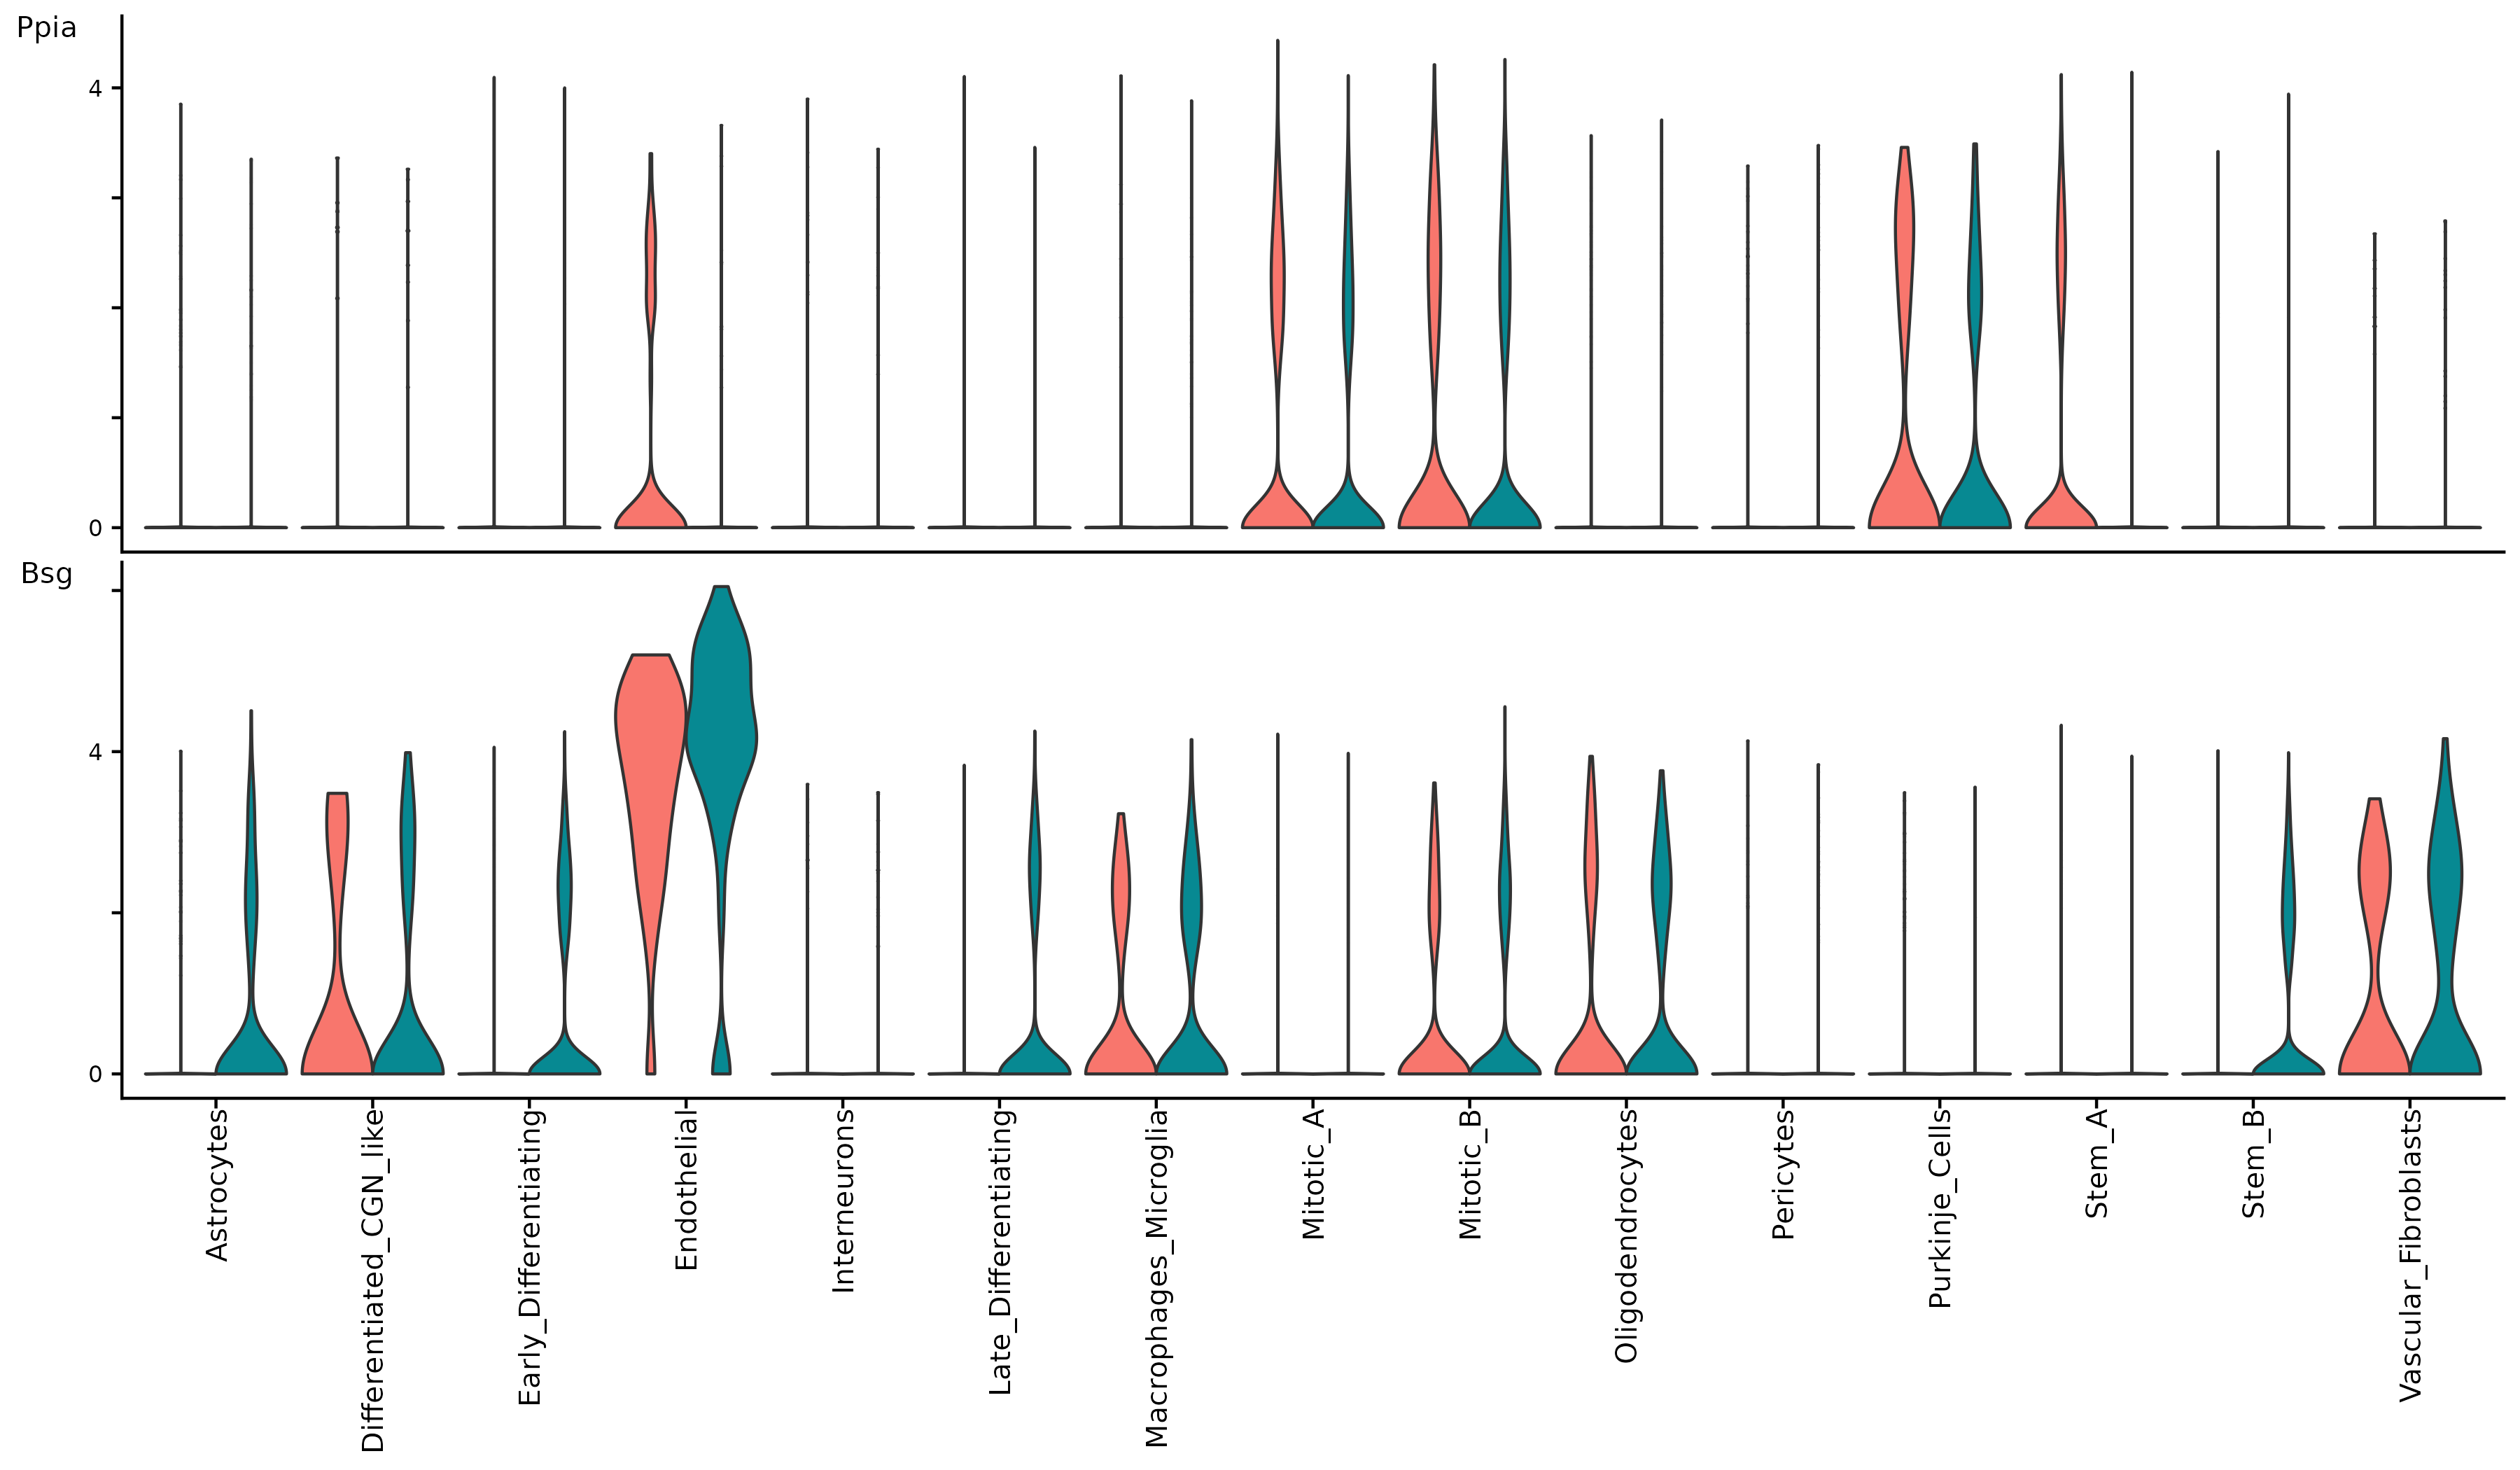 Ppia
4
0
Bsg
4
0
Astrocytes
Differentiated_CGN_like
Early_Differentiating
Endothelial
Interneurons
Late_Differentiating
Macrophages_Microglia
Mitotic_A
Mitotic_B
Oligodendrocytes
Pericytes
Purkinje_Cells
Stem_A
Stem_B
Vascular_Fibroblasts